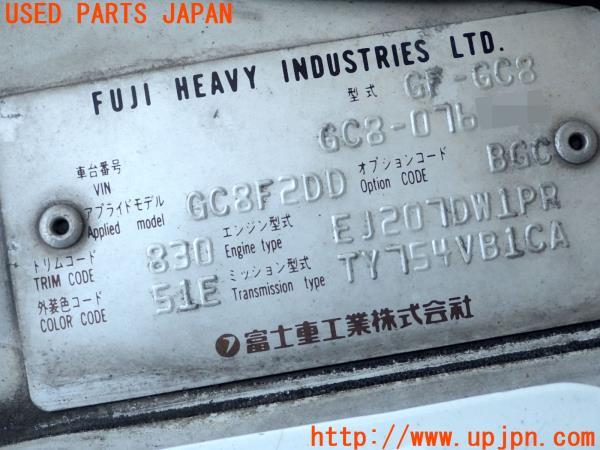 USED PARTS JAPAN
FUJI HEAVY INDUSTRIES LTD.
型式 GF-GC8
車台番号 GC8-076
VIN
アプライドモデル GC8F2DD オプションコード BGC
Applied model Option CODE
トリムコード 830 エンジン型式 EJ207DW1PR
TRIM CODE Engine type
外装色コード 51E ミッション型式 TY754VB1CA
COLOR CODE Transmission type
富士重工業株式会社
http://www.upjpn.com/